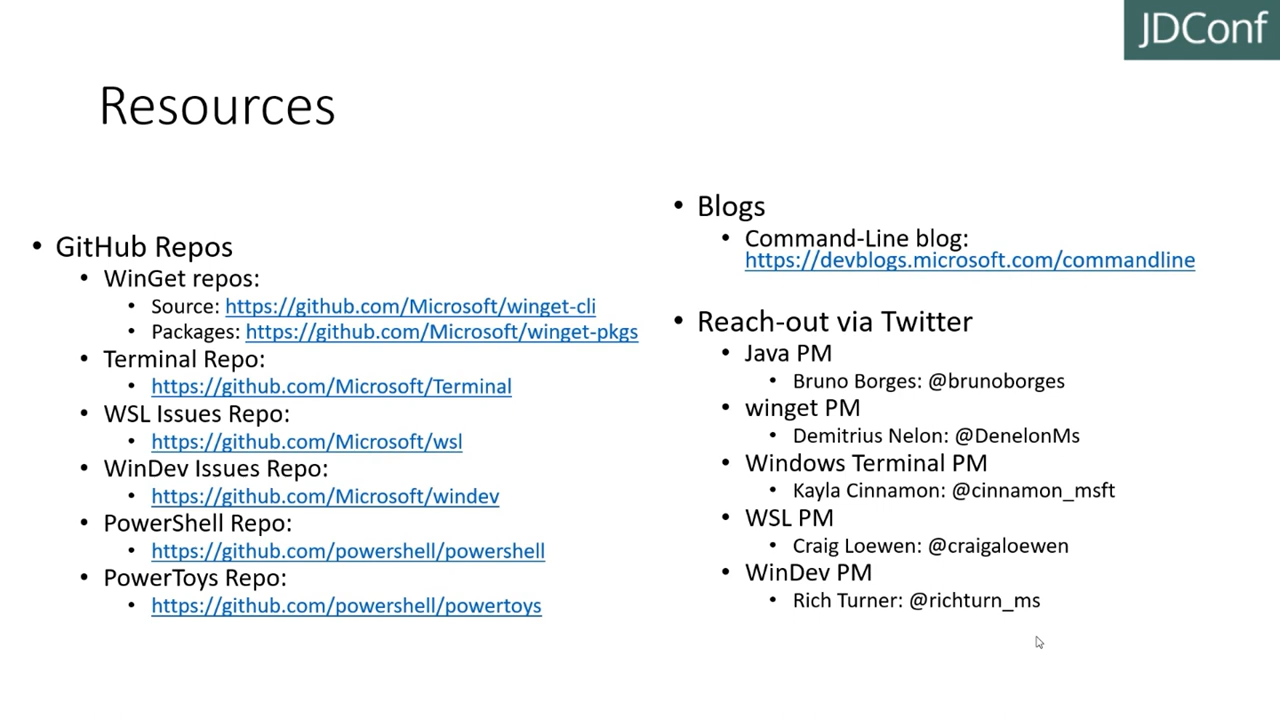 JDConf
Resources
• GitHub Repos
• WinGet repos:
• Source: https://github.com/Microsoft/winget-cli
• Packages: https://github.com/Microsoft/winget-pkgs
• Terminal Repo:
• https://github.com/Microsoft/Terminal
• WSL Issues Repo:
• https://github.com/Microsoft/wsl
• WinDev Issues Repo:
• https://github.com/Microsoft/windev
• PowerShell Repo:
• https://github.com/powershell/powershell
• PowerToys Repo:
• https://github.com/powershell/powertoys
• Blogs
• Command-Line blog:
https://devblogs.microsoft.com/commandline
• Reach-out via Twitter
• Java PM
• Bruno Borges: @brunoborges
• winget PM
• Demitrius Nelon: @DenelonMs
• Windows Terminal PM
• Kayla Cinnamon: @cinnamon_msft
• WSL PM
• Craig Loewen: @craigaloewen
• WinDev PM
• Rich Turner: @richturn_ms